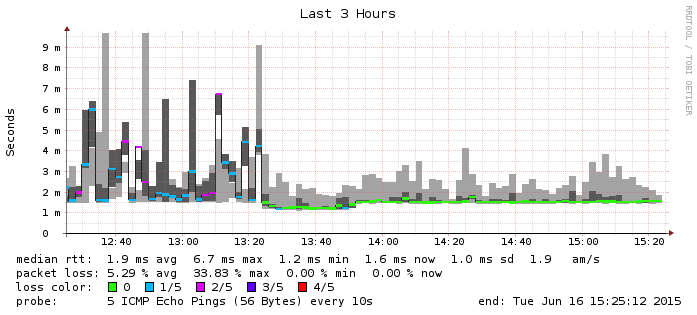 Last 3 Hours
RRDTOOL / TOBI OETIKER
Seconds
9 m
8 m
7 m
6 m
5 m
4 m
3 m
2 m
1 m
0
12:40 13:00 13:20 13:40 14:00 14:20 14:40 15:00 15:20
median rtt: 1.9 ms avg 6.7 ms max 1.2 ms min 1.6 ms now 1.0 ms sd 1.9 am/s
packet loss: 5.29 % avg 33.83 % max 0.00 % min 0.00 % now
loss color: 0 1/5 2/5 3/5 4/5
probe: 5 ICMP Echo Pings (56 Bytes) every 10s end: Tue Jun 16 15:25:12 2015